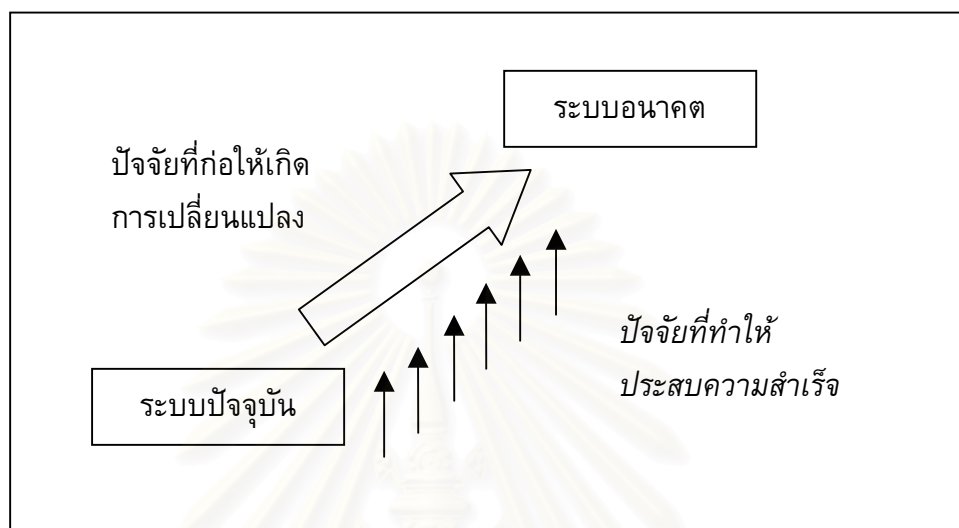 ระบบอนาคต
ปัจจัยที่ก่อให้เกิด
การเปลี่ยนแปลง
ปัจจัยที่ทำให้
ประสบความสำเร็จ
ระบบปัจจุบัน